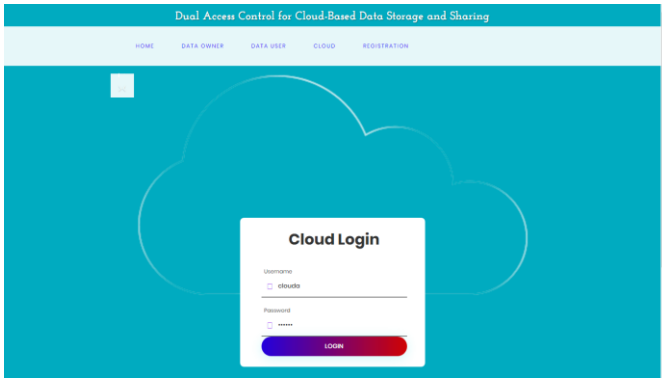 Dual Access Control for Cloud-Based Data Storage and Sharing
HOME DATA OWNER DATA USER CLOUD REGISTRATION
Cloud Login
Username
clouda
Password
••••••
LOGIN